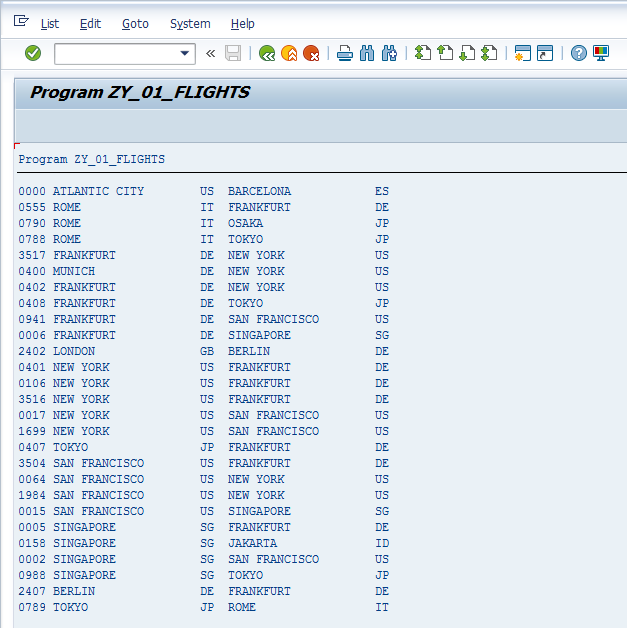 List Edit Goto System Help
«
Program ZY_01_FLIGHTS
Program ZY_01_FLIGHTS
0000 ATLANTIC CITY US BARCELONA ES
0555 ROME IT FRANKFURT DE
0790 ROME IT OSAKA JP
0788 ROME IT TOKYO JP
3517 FRANKFURT DE NEW YORK US
0400 MUNICH DE NEW YORK US
0402 FRANKFURT DE NEW YORK US
0408 FRANKFURT DE TOKYO JP
0941 FRANKFURT DE SAN FRANCISCO US
0006 FRANKFURT DE SINGAPORE SG
2402 LONDON GB BERLIN DE
0401 NEW YORK US FRANKFURT DE
0106 NEW YORK US FRANKFURT DE
3516 NEW YORK US FRANKFURT DE
0017 NEW YORK US SAN FRANCISCO US
1699 NEW YORK US SAN FRANCISCO US
0407 TOKYO JP FRANKFURT DE
3504 SAN FRANCISCO US FRANKFURT DE
0064 SAN FRANCISCO US NEW YORK US
1984 SAN FRANCISCO US NEW YORK US
0015 SAN FRANCISCO US SINGAPORE SG
0005 SINGAPORE SG FRANKFURT DE
0158 SINGAPORE SG JAKARTA ID
0002 SINGAPORE SG SAN FRANCISCO US
0988 SINGAPORE SG TOKYO JP
2407 BERLIN DE FRANKFURT DE
0789 TOKYO JP ROME IT